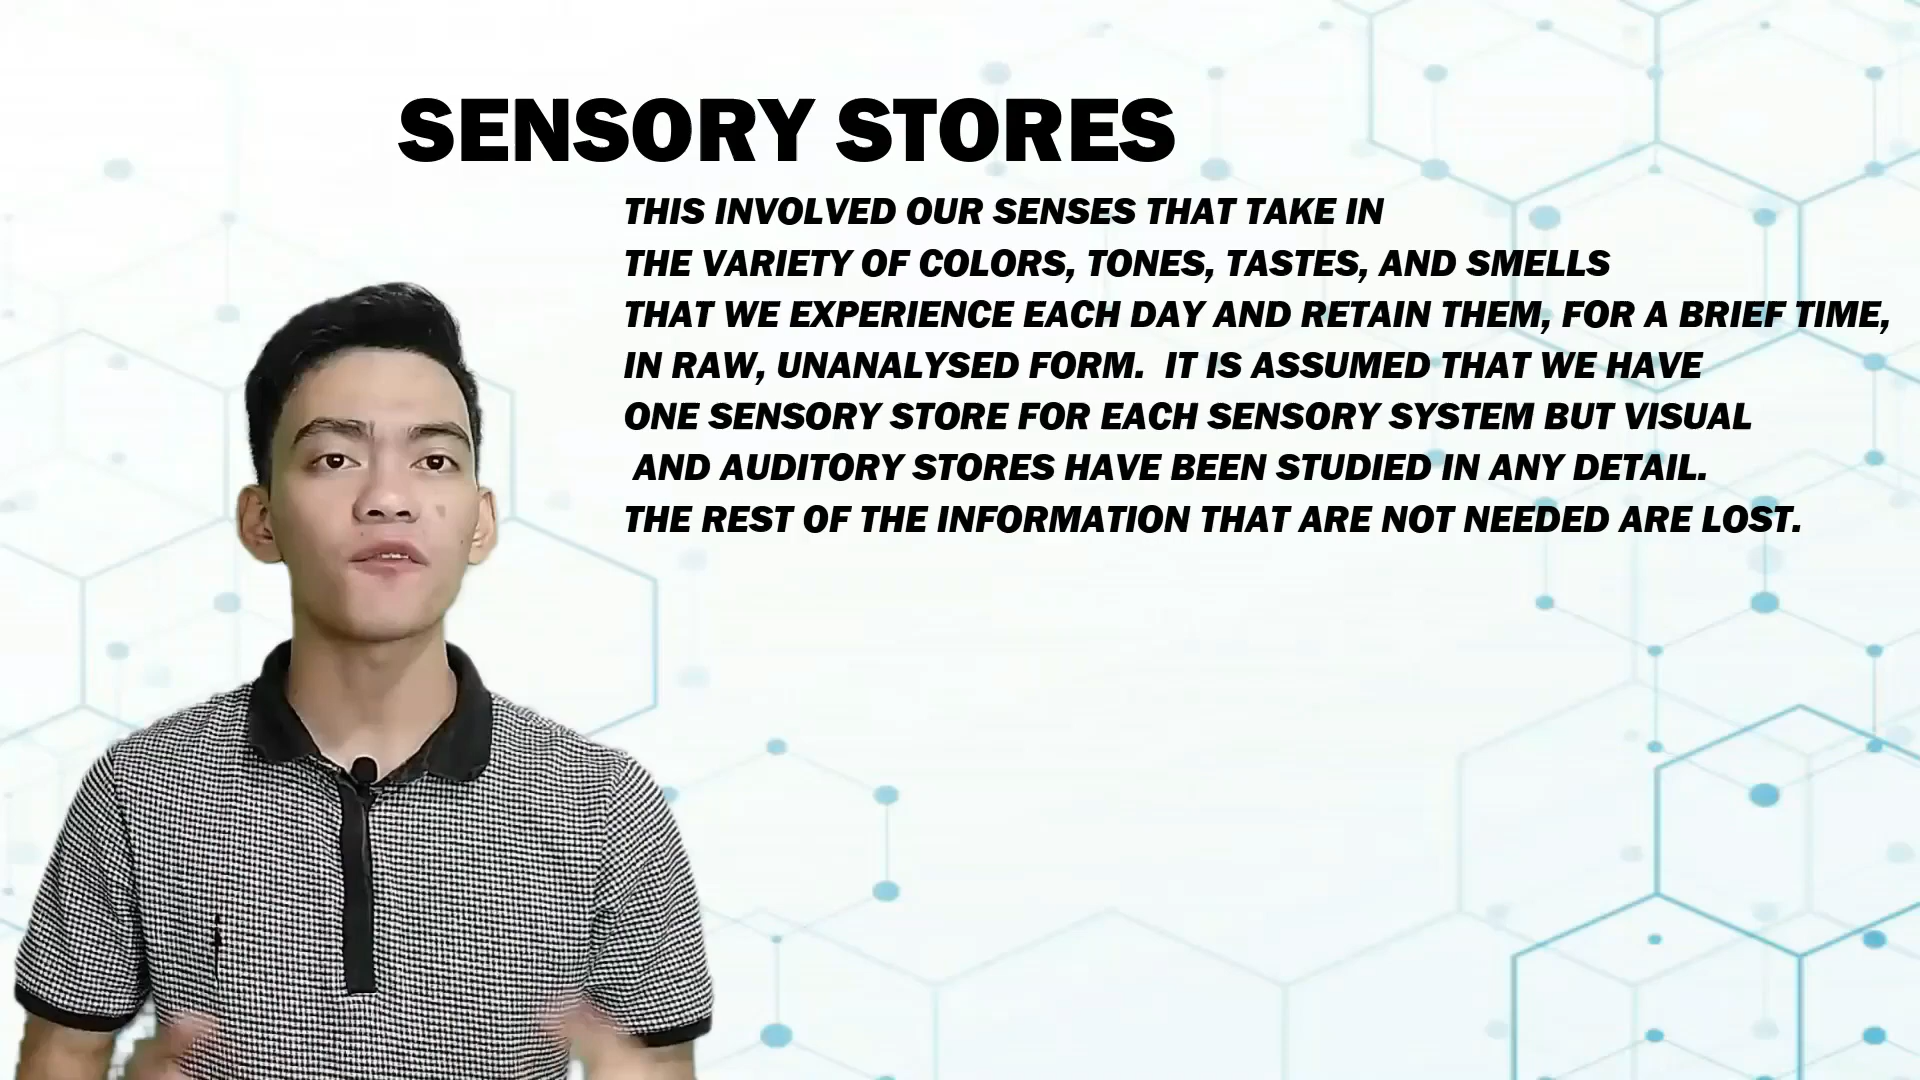 SENSORY STORES
THIS INVOLVED OUR SENSES THAT TAKE IN
THE VARIETY OF COLORS, TONES, TASTES, AND SMELLS
THAT WE EXPERIENCE EACH DAY AND RETAIN THEM, FOR A BRIEF TIME,
IN RAW, UNANALYSED FORM.  IT IS ASSUMED THAT WE HAVE
ONE SENSORY STORE FOR EACH SENSORY SYSTEM BUT VISUAL
AND AUDITORY STORES HAVE BEEN STUDIED IN ANY DETAIL.
THE REST OF THE INFORMATION THAT ARE NOT NEEDED ARE LOST.